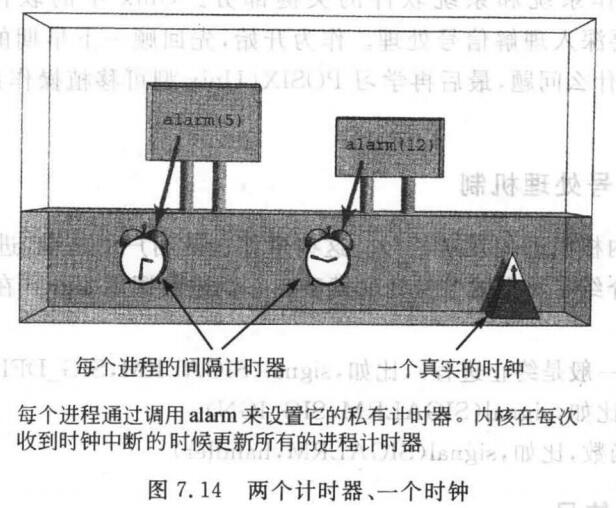 alarm(5)
alarm(12)
每个进程的间隔计时器
一个真实的时钟
每个进程通过调用 alarm 来设置它的私有计时器。内核在每次
收到时钟中断的时候更新所有的进程计时器
图 7.14 两个计时器、一个时钟